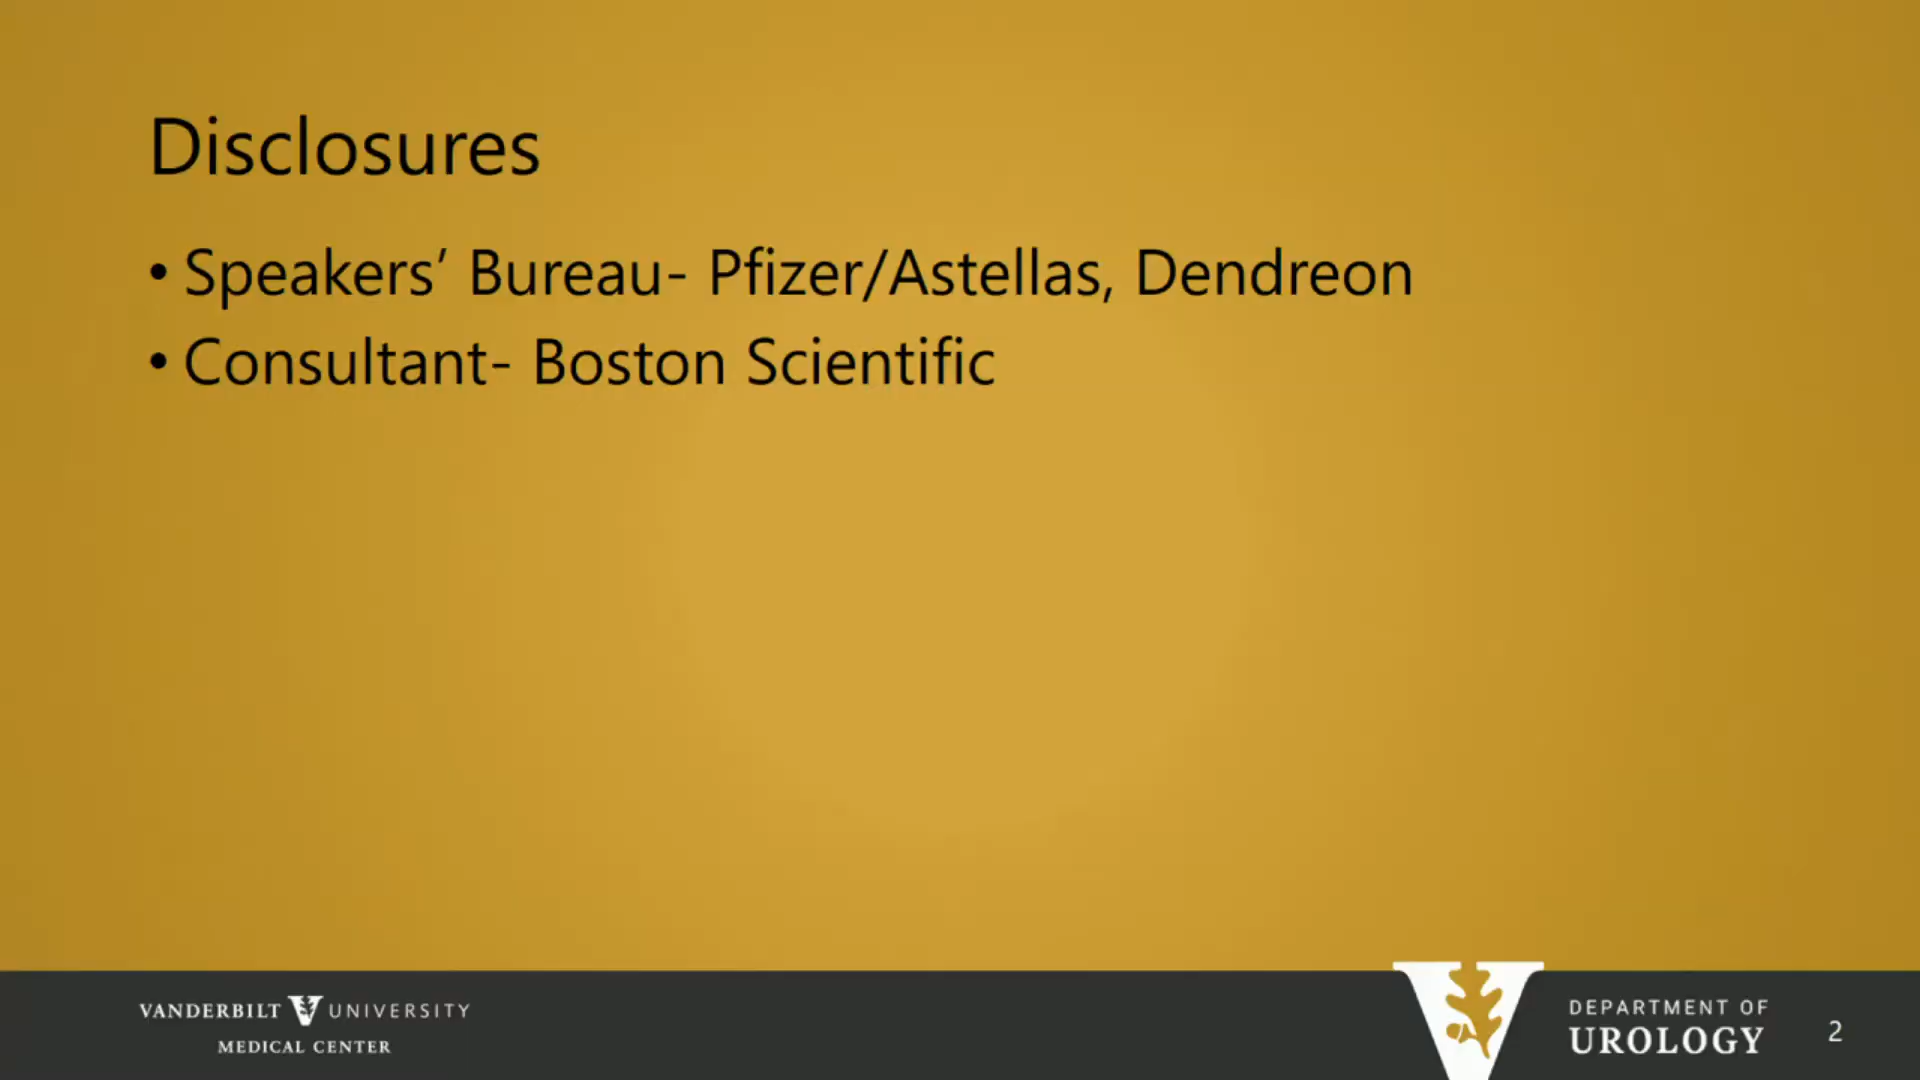 Disclosures
• Speakers’ Bureau- Pfizer/Astellas, Dendreon
• Consultant- Boston Scientific
VANDERBILT UNIVERSITY
MEDICAL CENTER
DEPARTMENT OF
UROLOGY
2